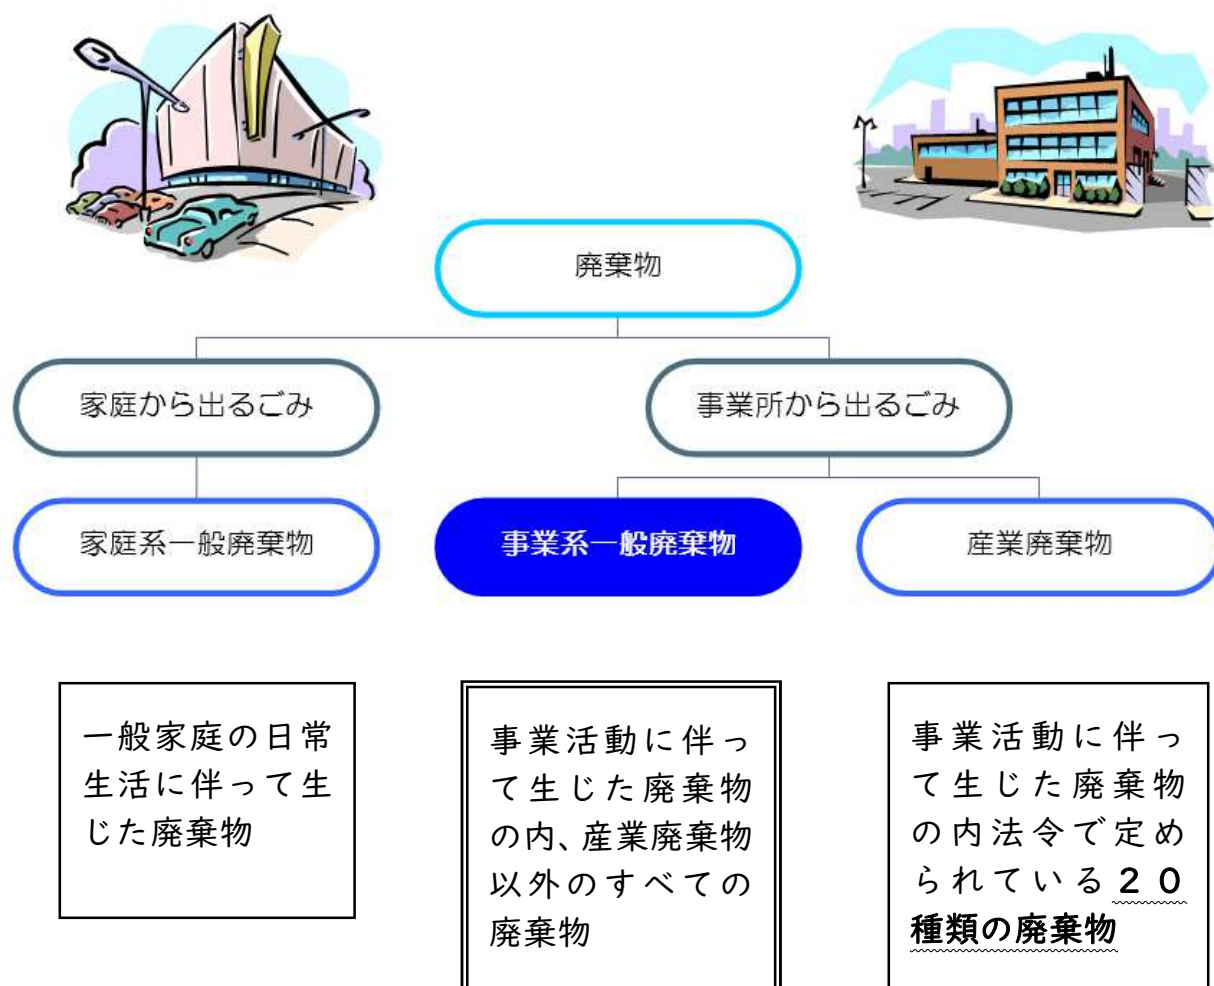 廃棄物
家庭から出るごみ
事業所から出るごみ
家庭系一般廃棄物
事業系一般廃棄物
産業廃棄物
一般家庭の日常
生活に伴って生
じた廃棄物
事業活動に伴っ
て生じた廃棄物
の内、産業廃棄物
以外のすべての
廃棄物
事業活動に伴っ
て生じた廃棄物
の内法令で定め
られている２０
種類の廃棄物